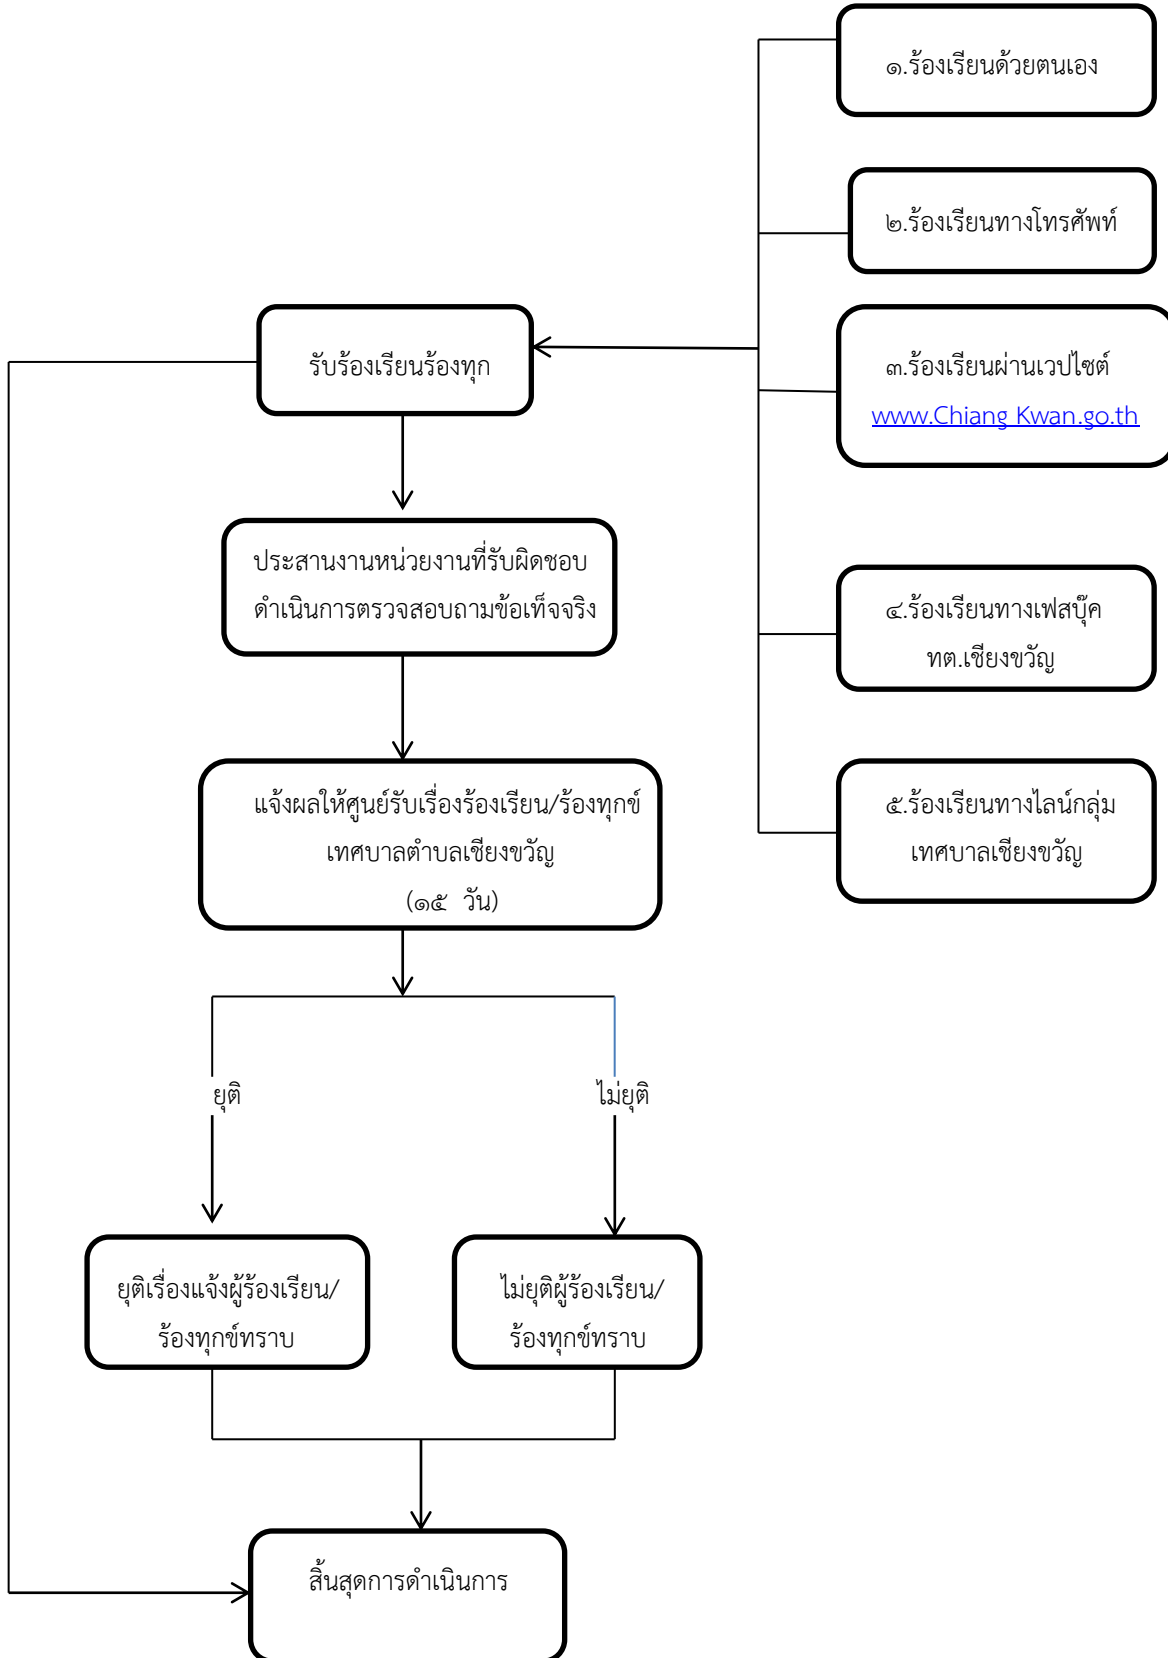 ๑.ร้องเรียนด้วยตนเอง
๒.ร้องเรียนทางโทรศัพท์
๓.ร้องเรียนผ่านเวปไซต์
www.Chiang Kwan.go.th
๔.ร้องเรียนทางเฟสบุ๊ค
ทต.เชียงขวัญ
๕.ร้องเรียนทางไลน์กลุ่ม
เทศบาลเชียงขวัญ
รับร้องเรียนร้องทุก
ประสานงานหน่วยงานที่รับผิดชอบ
ดำเนินการตรวจสอบถามข้อเท็จจริง
แจ้งผลให้ศูนย์รับเรื่องร้องเรียน/ร้องทุกข์
เทศบาลตำบลเชียงขวัญ
(๑๕ วัน)
ยุติ
ไม่ยุติ
ยุติเรื่องแจ้งผู้ร้องเรียน/
ร้องทุกข์ทราบ
ไม่ยุติผู้ร้องเรียน/
ร้องทุกข์ทราบ
สิ้นสุดการดำเนินการ